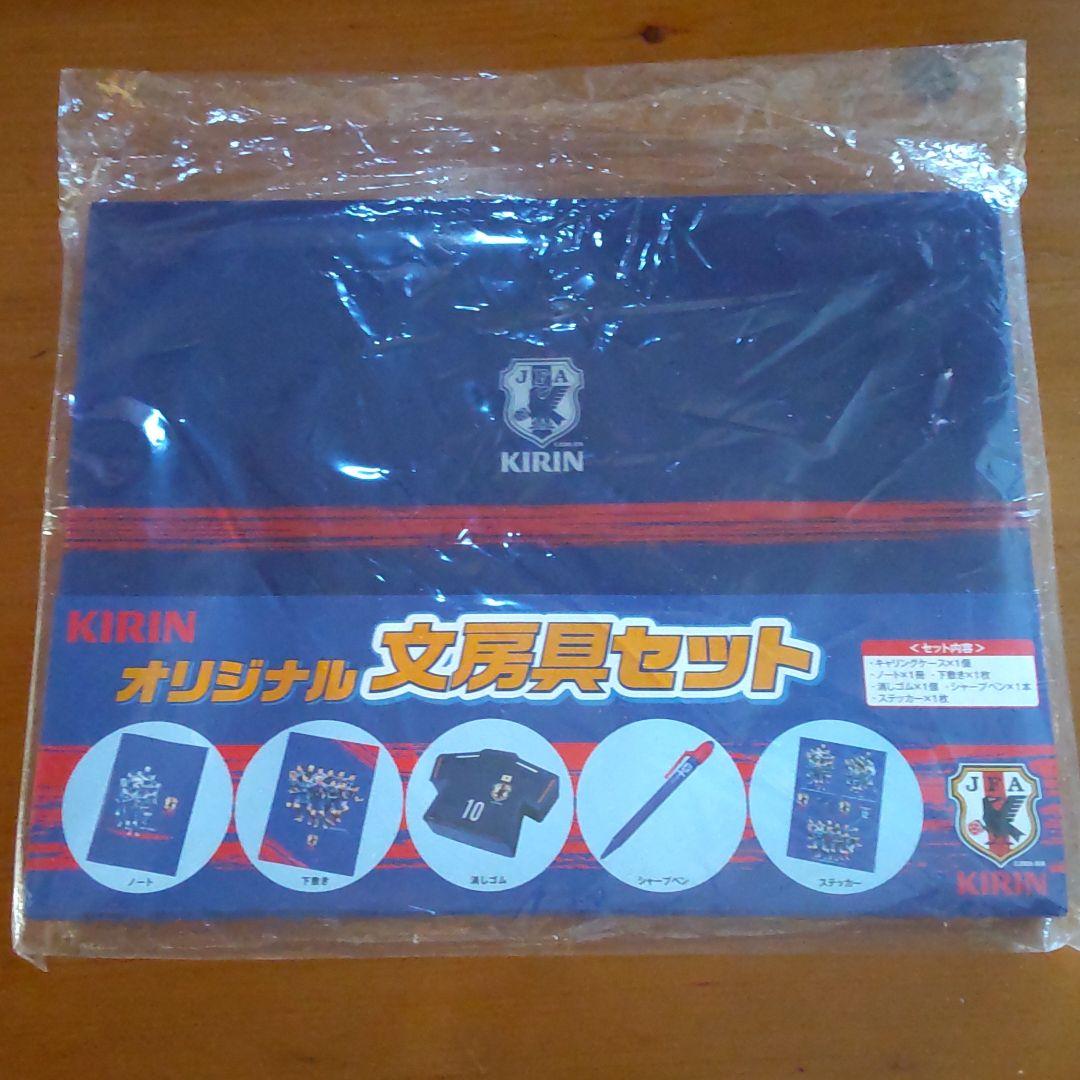 JFA
KIRIN
KIRIN
オリジナル文房具セット
<セット内容>
・キャリングケース×1個
・ノート×1冊 ・下敷き×1枚
・消しゴム×1個 ・シャープペン×1本
・ステッカー×1枚
10
ノート
下敷き
消しゴム
シャープペン
ステッカー
JFA
KIRIN